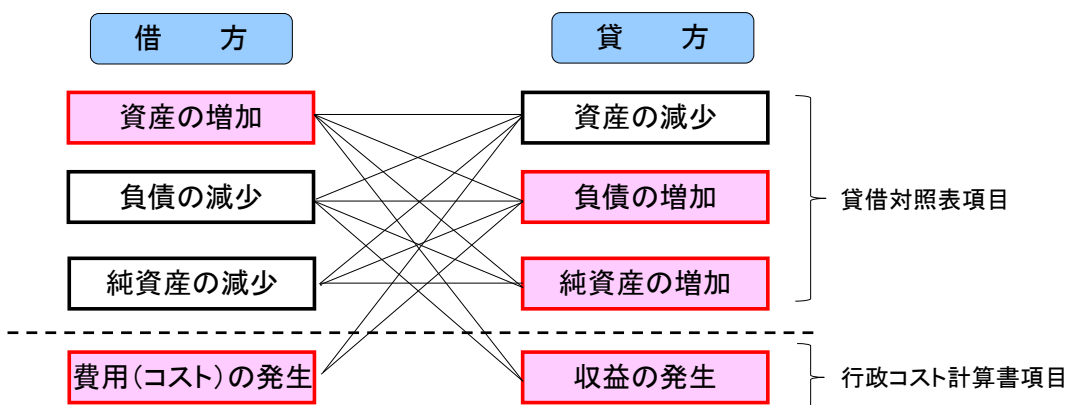 借　　方
貸　　方
資産の増加
資産の減少
負債の減少
負債の増加
貸借対照表項目
純資産の減少
純資産の増加
費用(コスト)の発生
収益の発生
行政コスト計算書項目